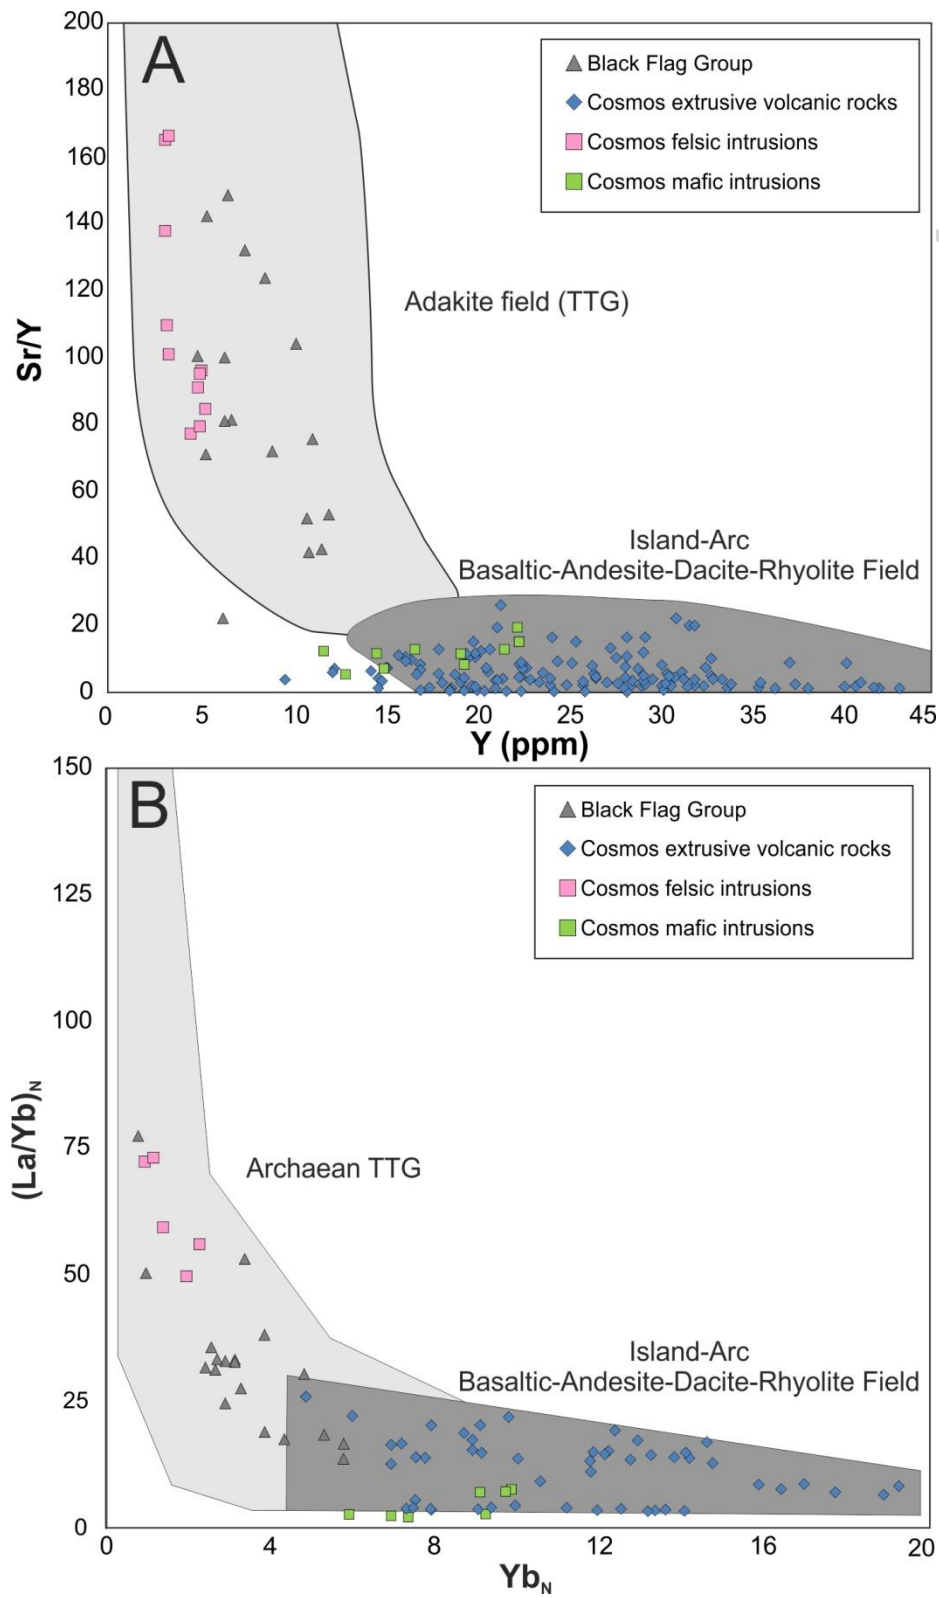 A
200
180
160
140
120
100
80
60
40
20
0
Sr/Y
Black Flag Group
Cosmos extrusive volcanic rocks
Cosmos felsic intrusions
Cosmos mafic intrusions
Adakite field (TTG)
Island-Arc
Basaltic-Andesite-Dacite-Rhyolite Field
0 5 10 15 20 25 30 35 40 45
Y (ppm)
B
150
125
100
75
50
25
0
(La/Yb)N
Black Flag Group
Cosmos extrusive volcanic rocks
Cosmos felsic intrusions
Cosmos mafic intrusions
Archaean TTG
Island-Arc
Basaltic-Andesite-Dacite-Rhyolite Field
0 4 8 12 16 20
YbN